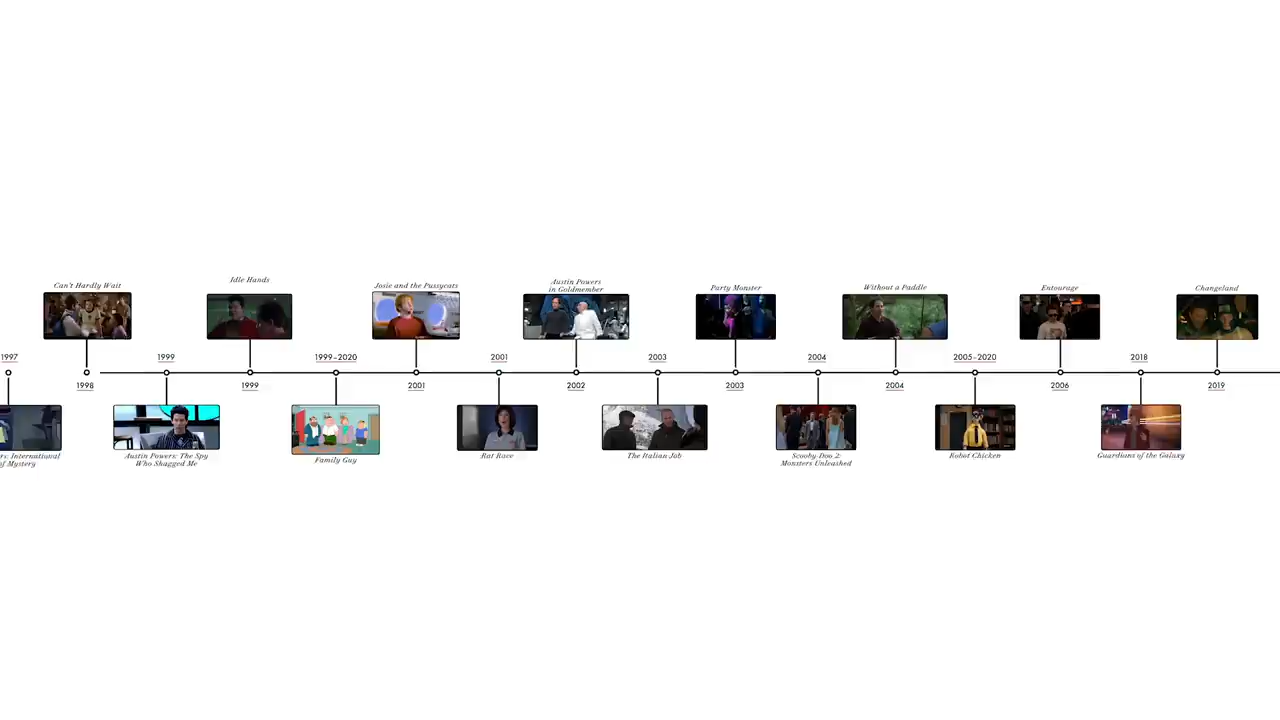 Can't Hardly Wait
Idle Hands
Josie and the Pussycats
Austin Powers
in Goldmember
Party Monster
Without a Paddle
Entourage
Changeland
1997
1999
1999-2020
2001
2003
2004
2005-2020
2018
1998
1999
2001
2002
2003
2004
2006
2019
rs: International
of Mystery
Austin Powers: The Spy
Who Shagged Me
Family Guy
Rat Race
The Italian Job
Scooby-Doo 2:
Monsters Unleashed
Robot Chicken
Guardians of the Galaxy